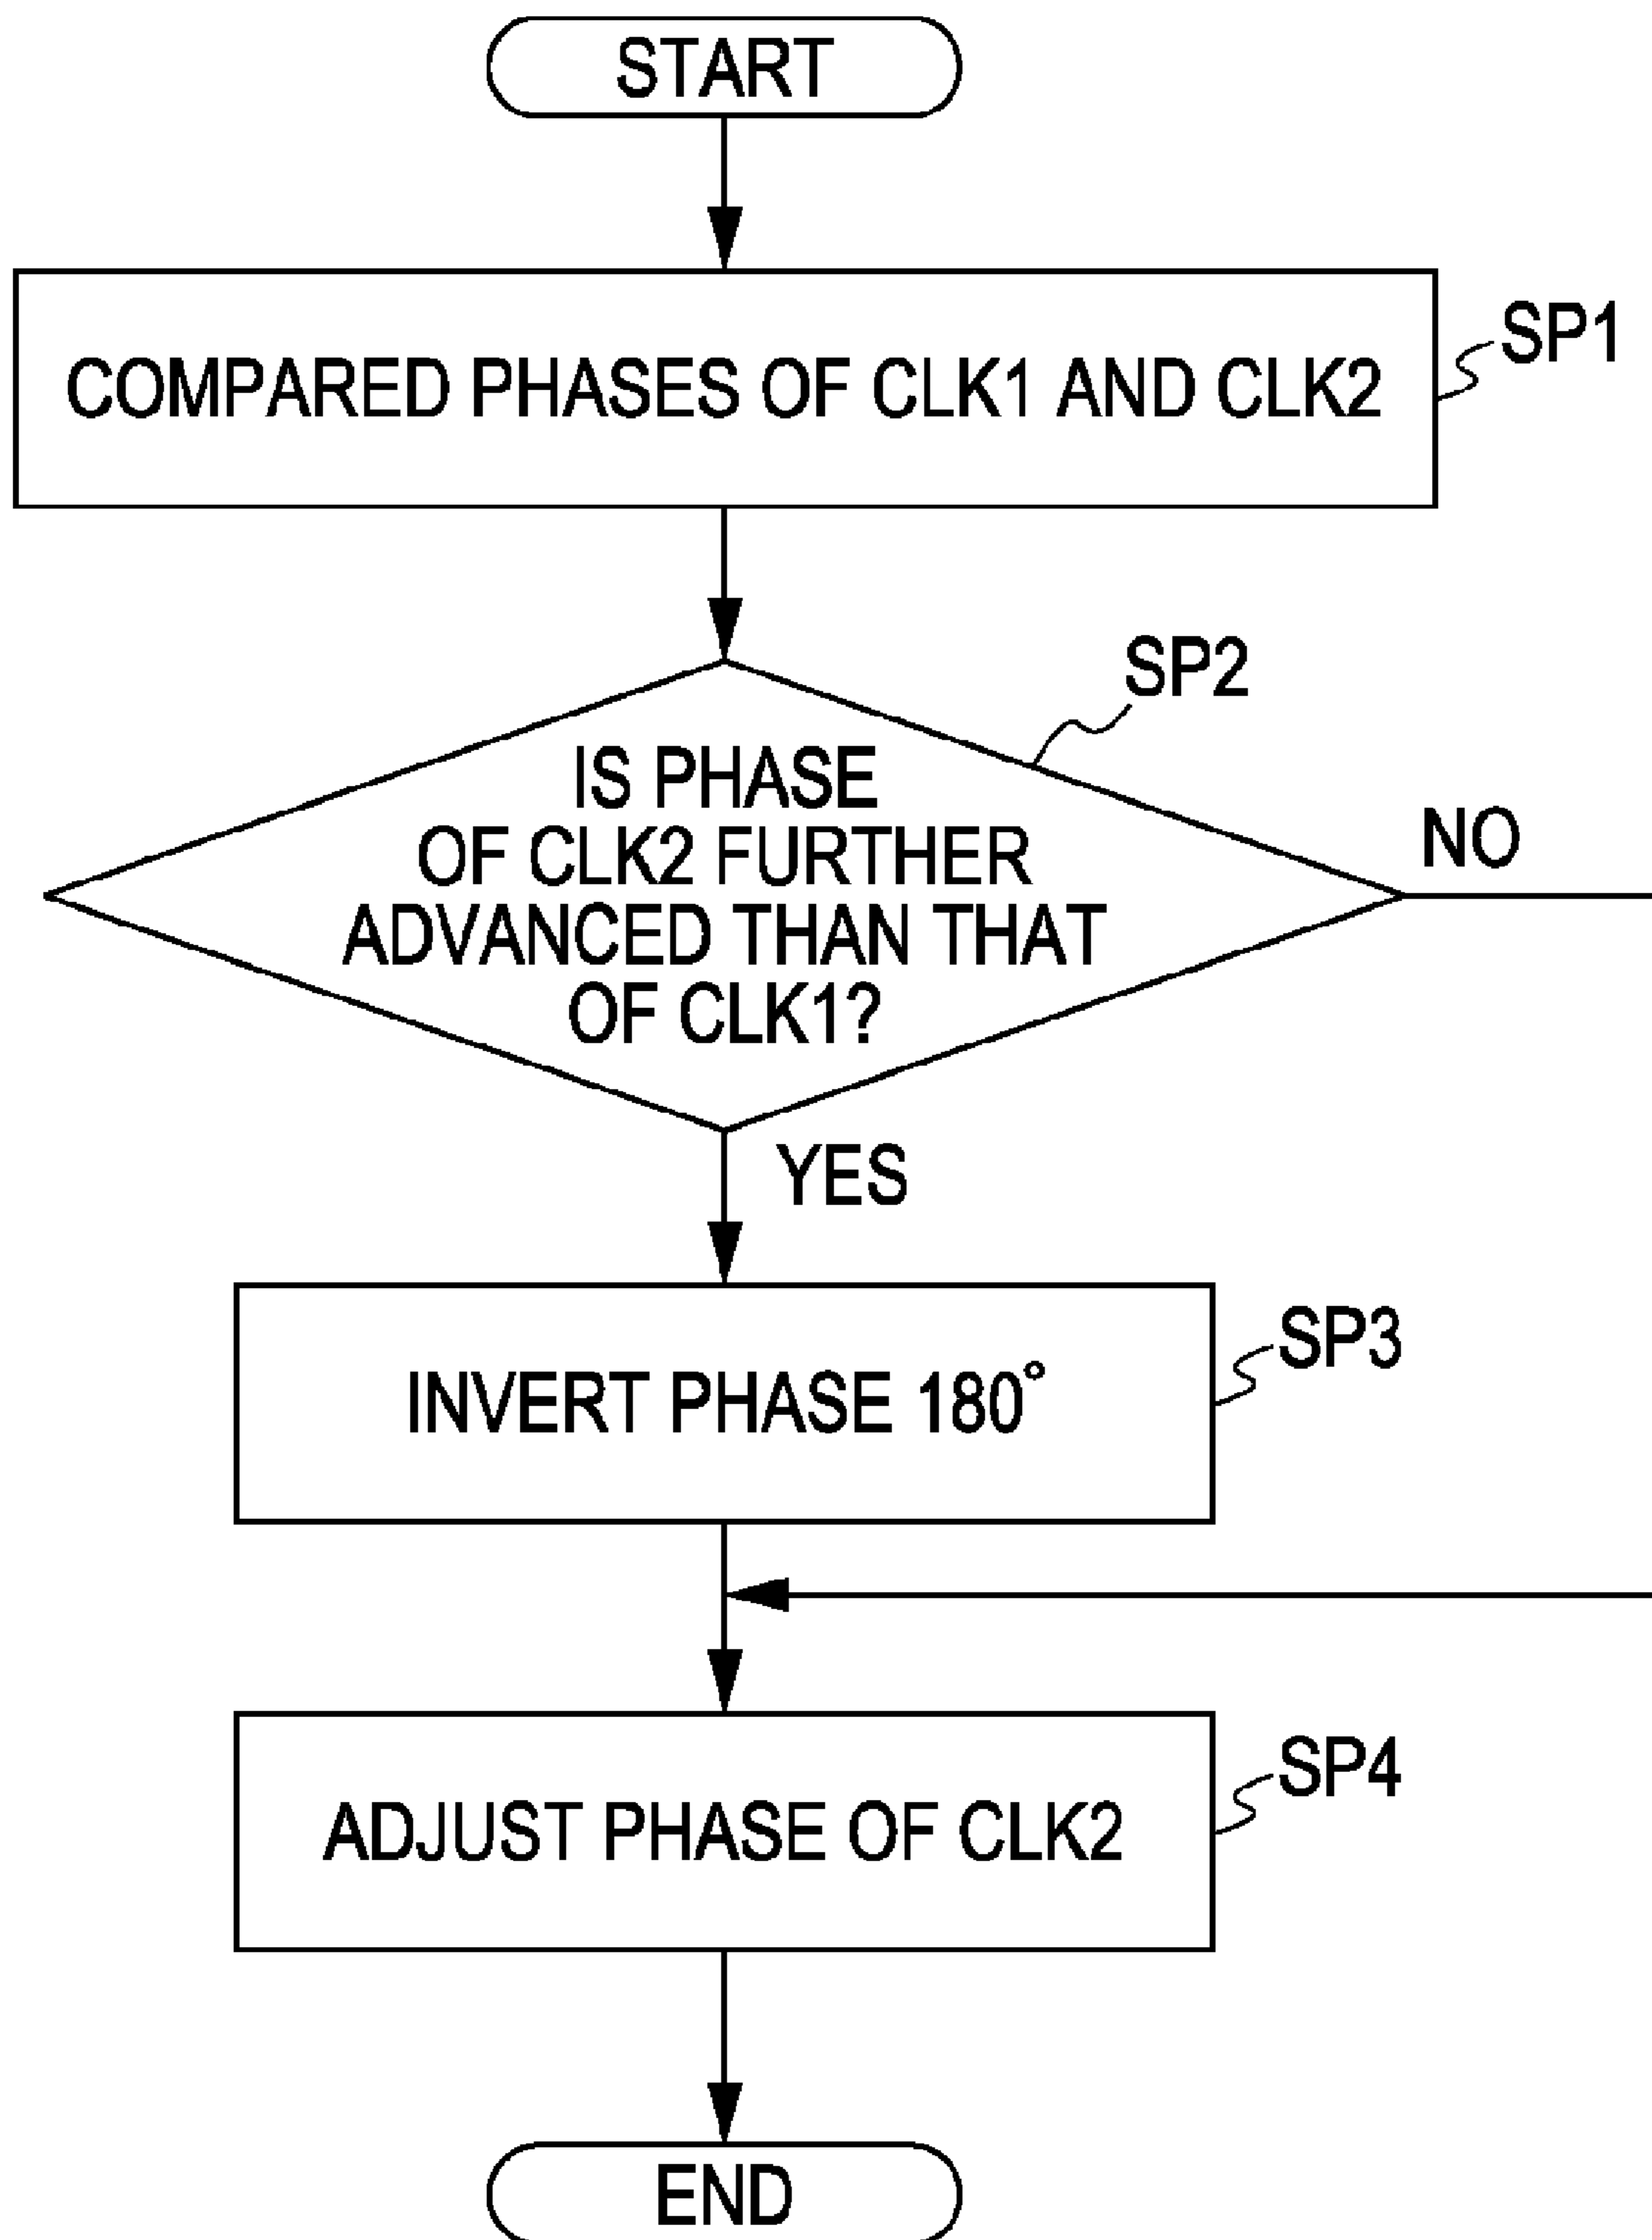 START
COMPARED PHASES OF CLK1 AND CLK2
SP1
SP2
IS PHASE
OF CLK2 FURTHER
ADVANCED THAN THAT
OF CLK1?
NO
YES
INVERT PHASE 180°
SP3
ADJUST PHASE OF CLK2
SP4
END